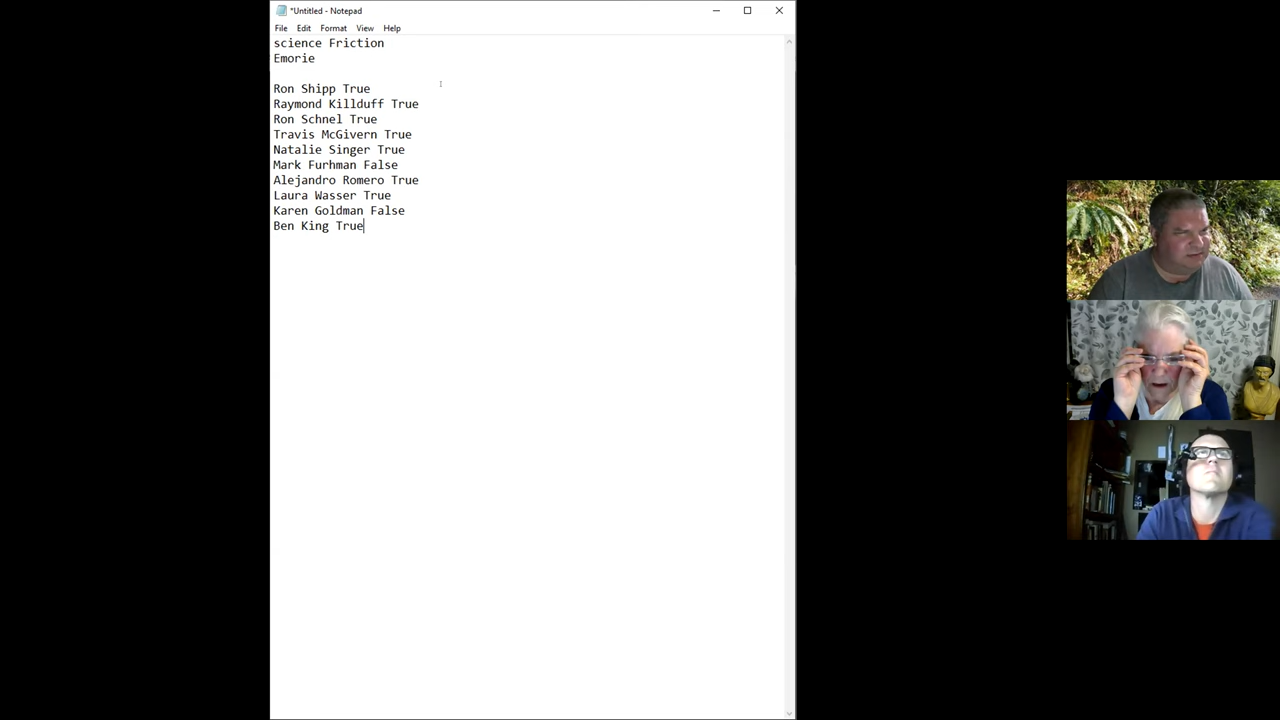 *Untitled - Notepad
File Edit Format View Help
science Friction
Emorie
Ron Shipp True
Raymond Killduff True
Ron Schnel True
Travis McGivern True
Natalie Singer True
Mark Furhman False
Alejandro Romero True
Laura Wasser True
Karen Goldman False
Ben King True